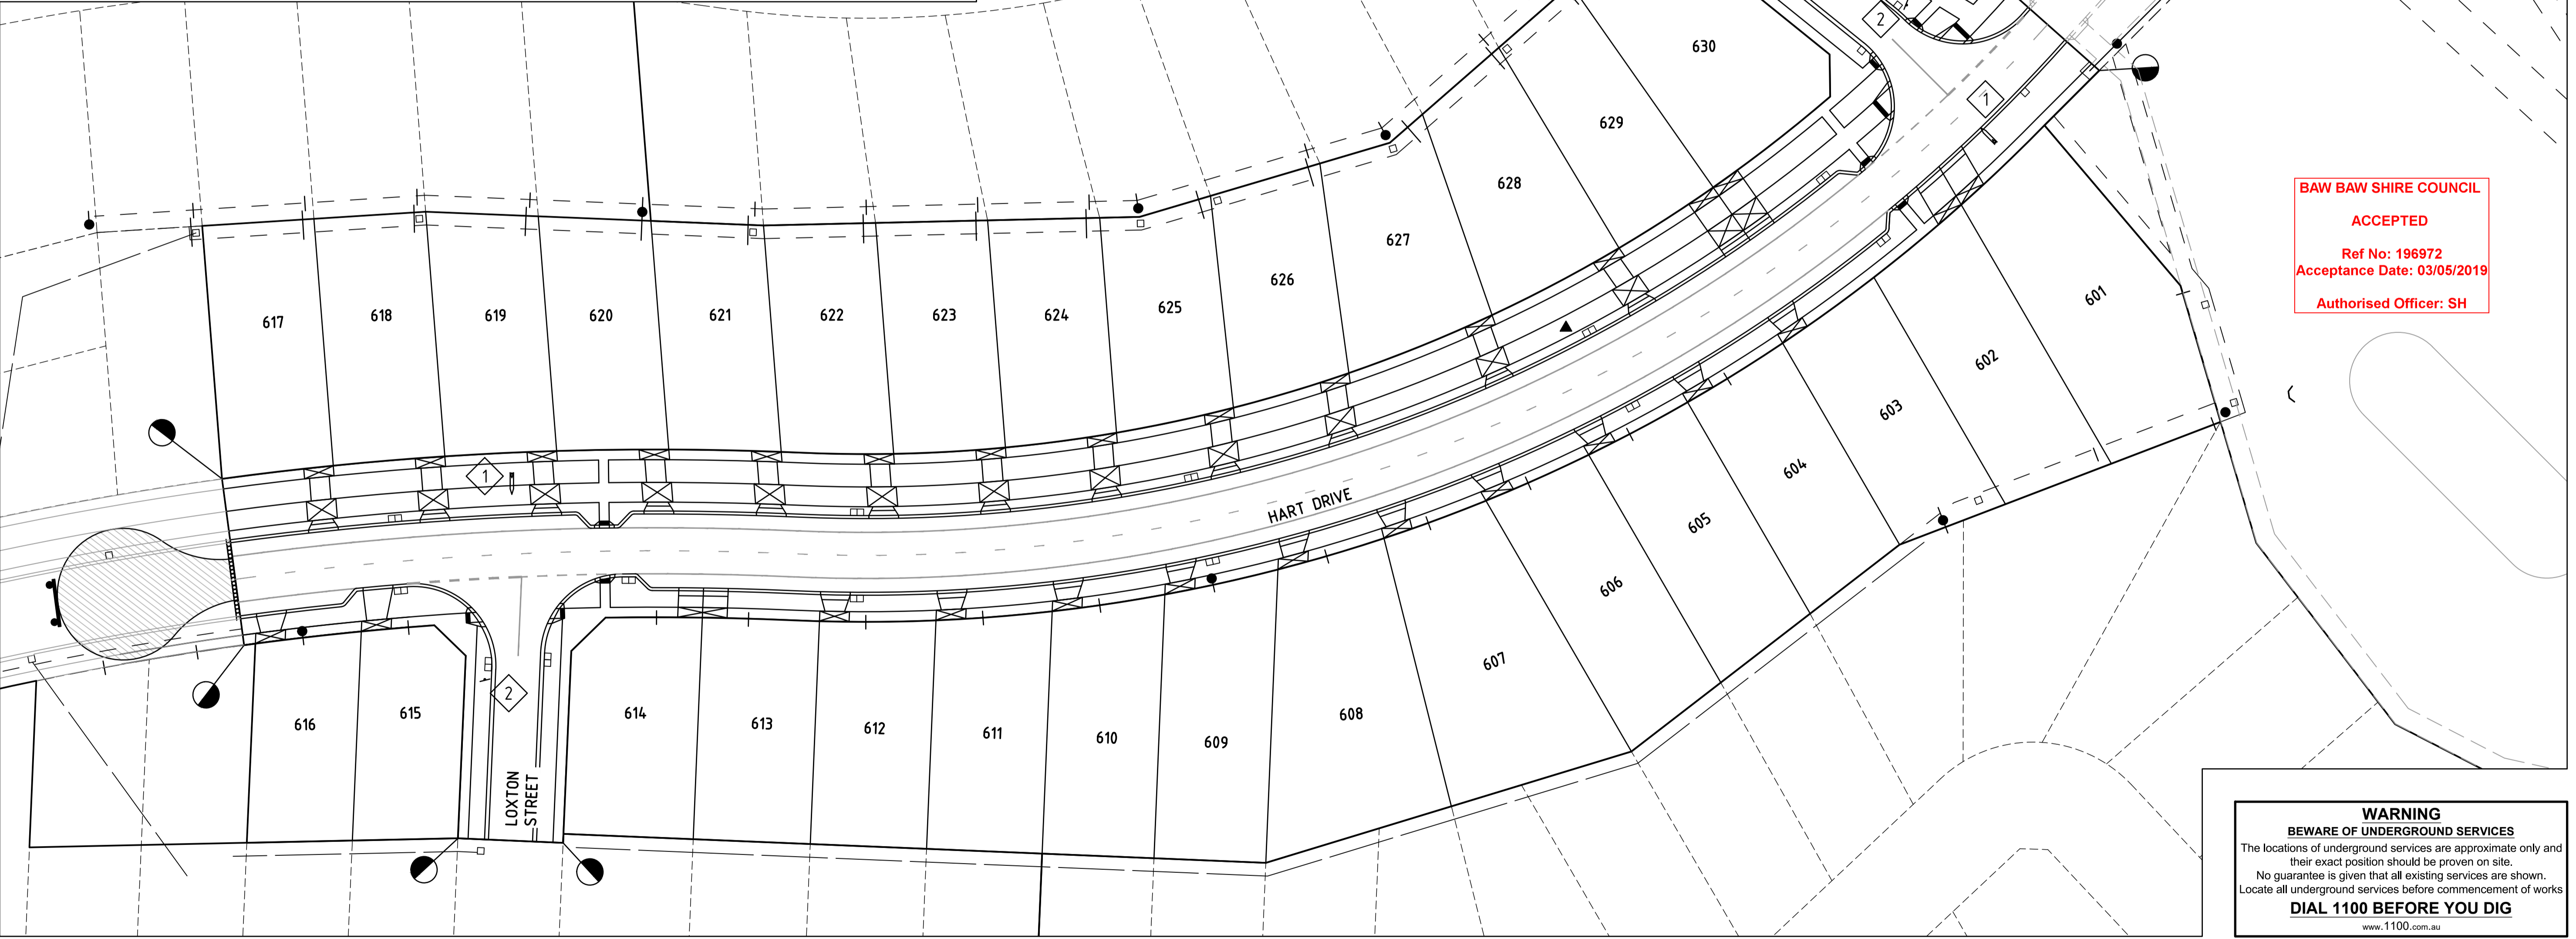 2
630
1
629
628
627
626
625
624
623
622
621
620
619
618
617
601
602
603
604
605
606
607
608
609
610
611
612
613
614
615
616
1
2
HART DRIVE
LOXTON
STREET
BAW BAW SHIRE COUNCIL
ACCEPTED
Ref No: 196972
Acceptance Date: 03/05/2019
Authorised Officer: SH
WARNING
BEWARE OF UNDERGROUND SERVICES
The locations of underground services are approximate only and
their exact position should be proven on site.
No guarantee is given that all existing services are shown.
Locate all underground services before commencement of works
DIAL 1100 BEFORE YOU DIG
www.1100.com.au